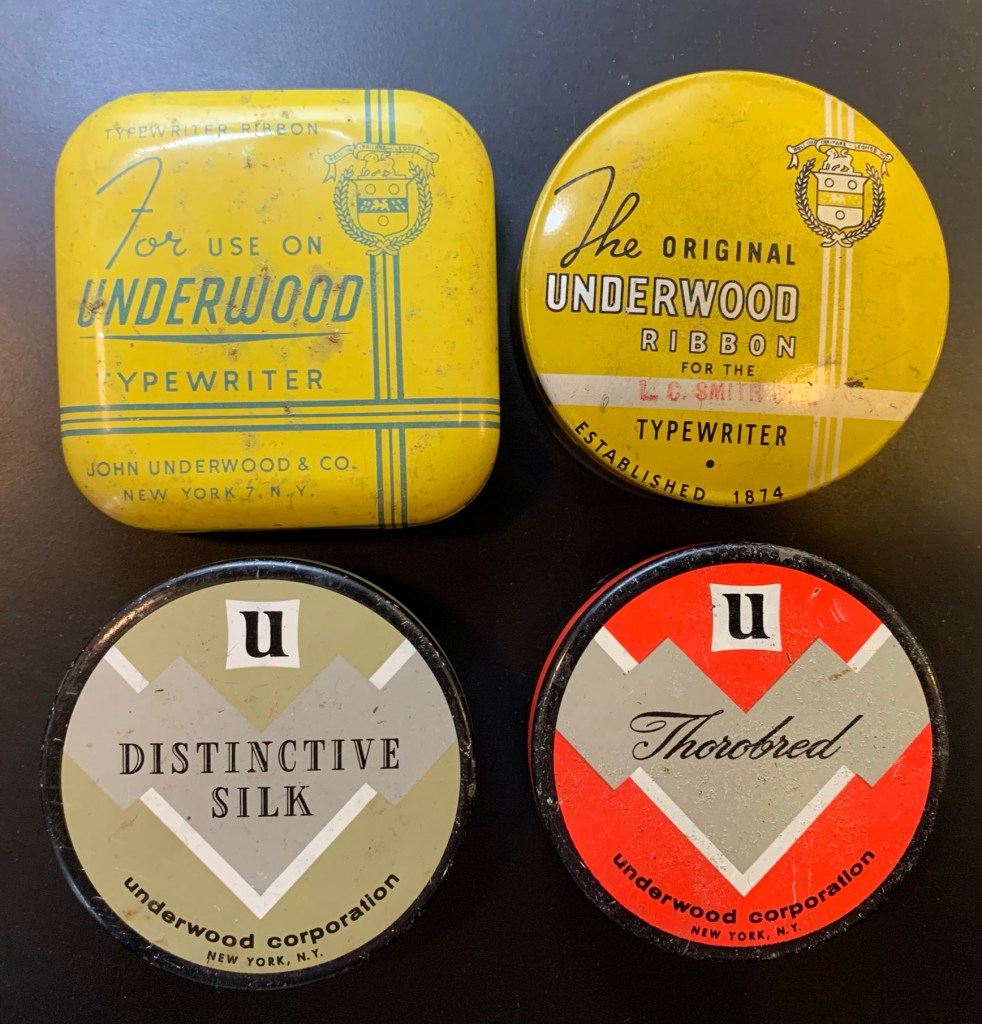 TYPEWRITER RIBBON
For USE ON
UNDERWOOD
TYPEWRITER
JOHN UNDERWOOD & CO.
NEW YORK 7, N.Y.
The ORIGINAL
UNDERWOOD
RIBBON
FOR THE
L. C. SMITH
TYPEWRITER
ESTABLISHED 1874
u
DISTINCTIVE
SILK
underwood corporation
NEW YORK, N.Y.
u
Thorobred
underwood corporation
NEW YORK, N.Y.